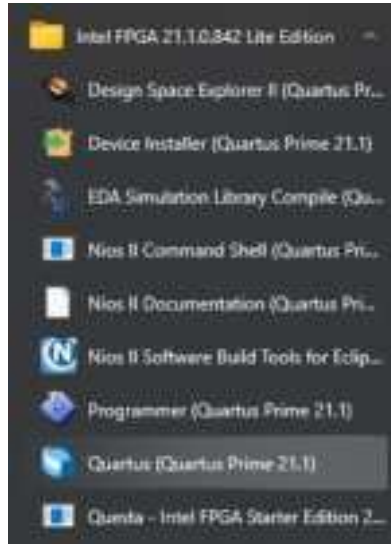 Intel FPGA 21.1.0.842 Lite Edition
Design Space Explorer II (Quartus Pr...
Device Installer (Quartus Prime 21.1)
EDA Simulation Library Compile (Qu...
Nios II Command Shell (Quartus Pri...
Nios II Documentation (Quartus Pri...
Nios II Software Build Tools for Eclip...
Programmer (Quartus Prime 21.1)
Quartus (Quartus Prime 21.1)
Questa - Intel FPGA Starter Edition 2...